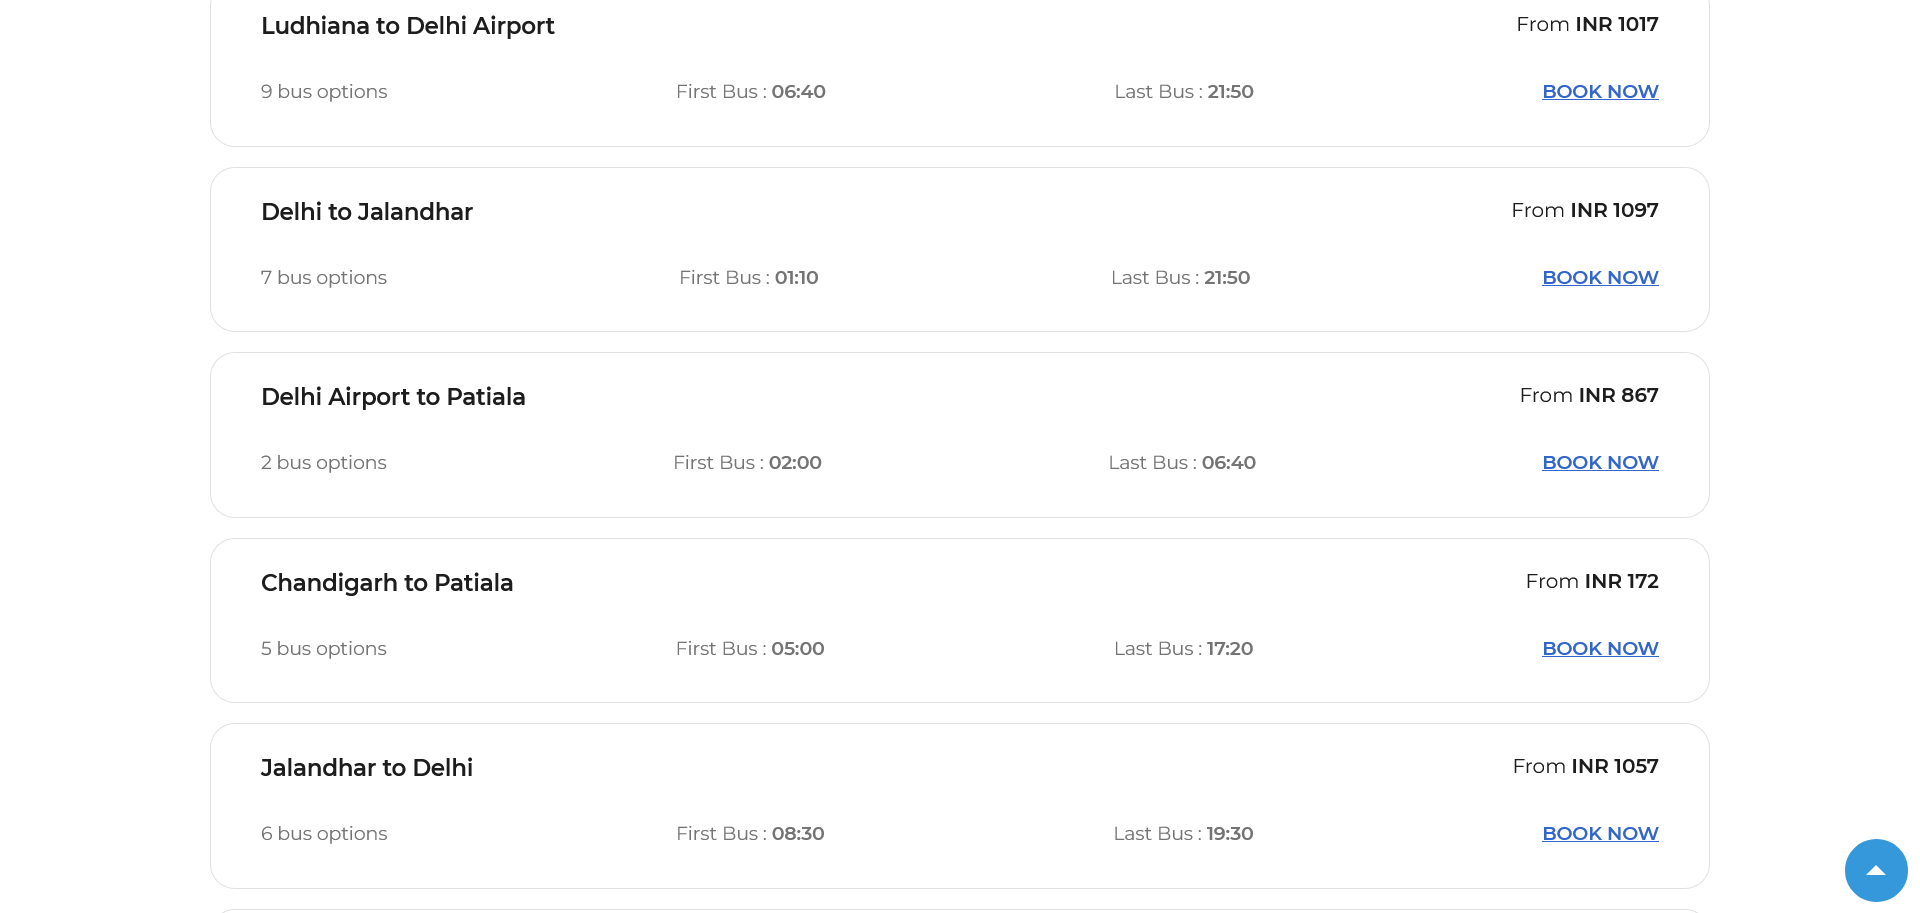 Ludhiana to Delhi Airport From INR 1017
9 bus options First Bus : 06:40 Last Bus : 21:50 BOOK NOW
Delhi to Jalandhar From INR 1097
7 bus options First Bus : 01:10 Last Bus : 21:50 BOOK NOW
Delhi Airport to Patiala From INR 867
2 bus options First Bus : 02:00 Last Bus : 06:40 BOOK NOW
Chandigarh to Patiala From INR 172
5 bus options First Bus : 05:00 Last Bus : 17:20 BOOK NOW
Jalandhar to Delhi From INR 1057
6 bus options First Bus : 08:30 Last Bus : 19:30 BOOK NOW